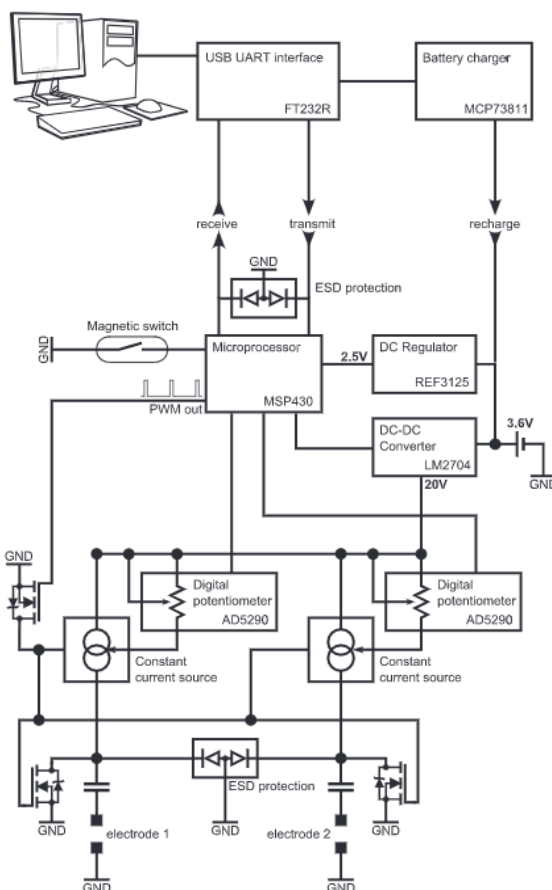 USB UART interface
FT232R
Battery charger
MCP73811
receive
transmit
recharge
GND
ESD protection
Magnetic switch
GND
Microprocessor
MSP430
2.5V
DC Regulator
REF3125
PWM out
DC-DC
Converter
LM2704
3.6V
GND
20V
GND
Digital
potentiometer
AD5290
Digital
potentiometer
AD5290
Constant
current source
Constant
current source
ESD protection
GND
electrode 1
GND
electrode 2
GND
GND
GND